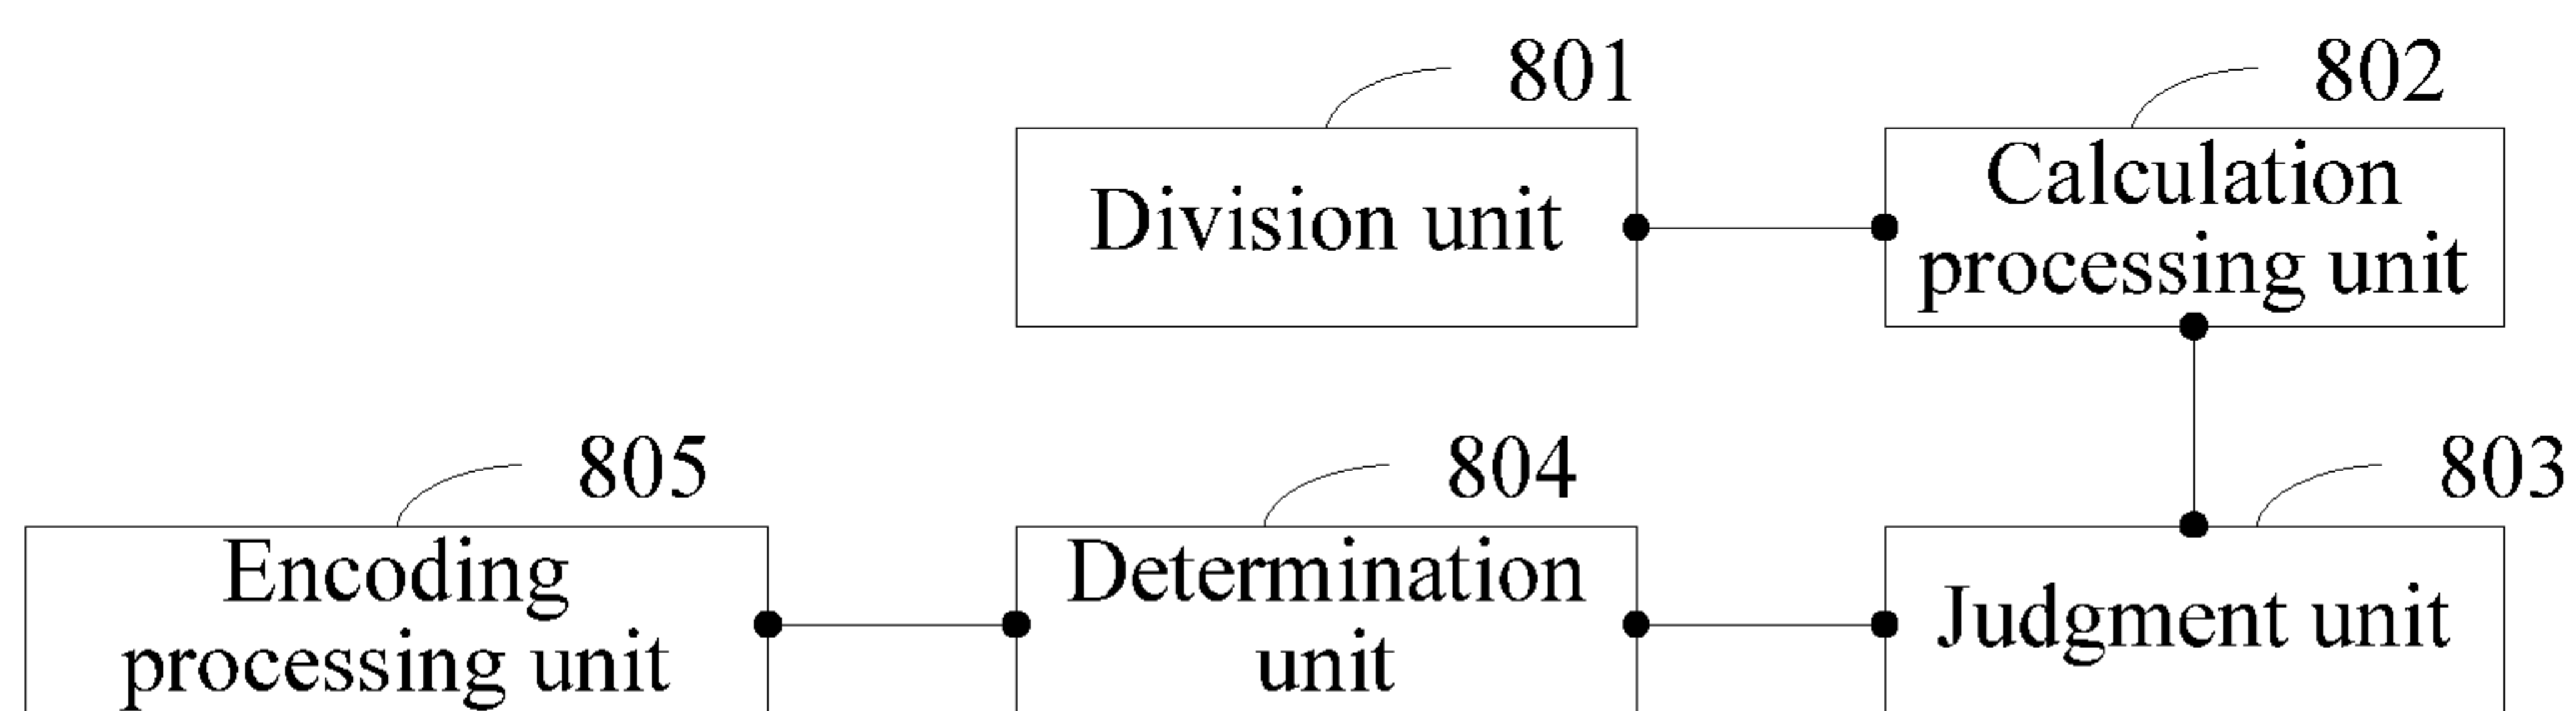 801
802
Division unit
Calculation
processing unit
805
804
803
Encoding
processing unit
Determination
unit
Judgment unit